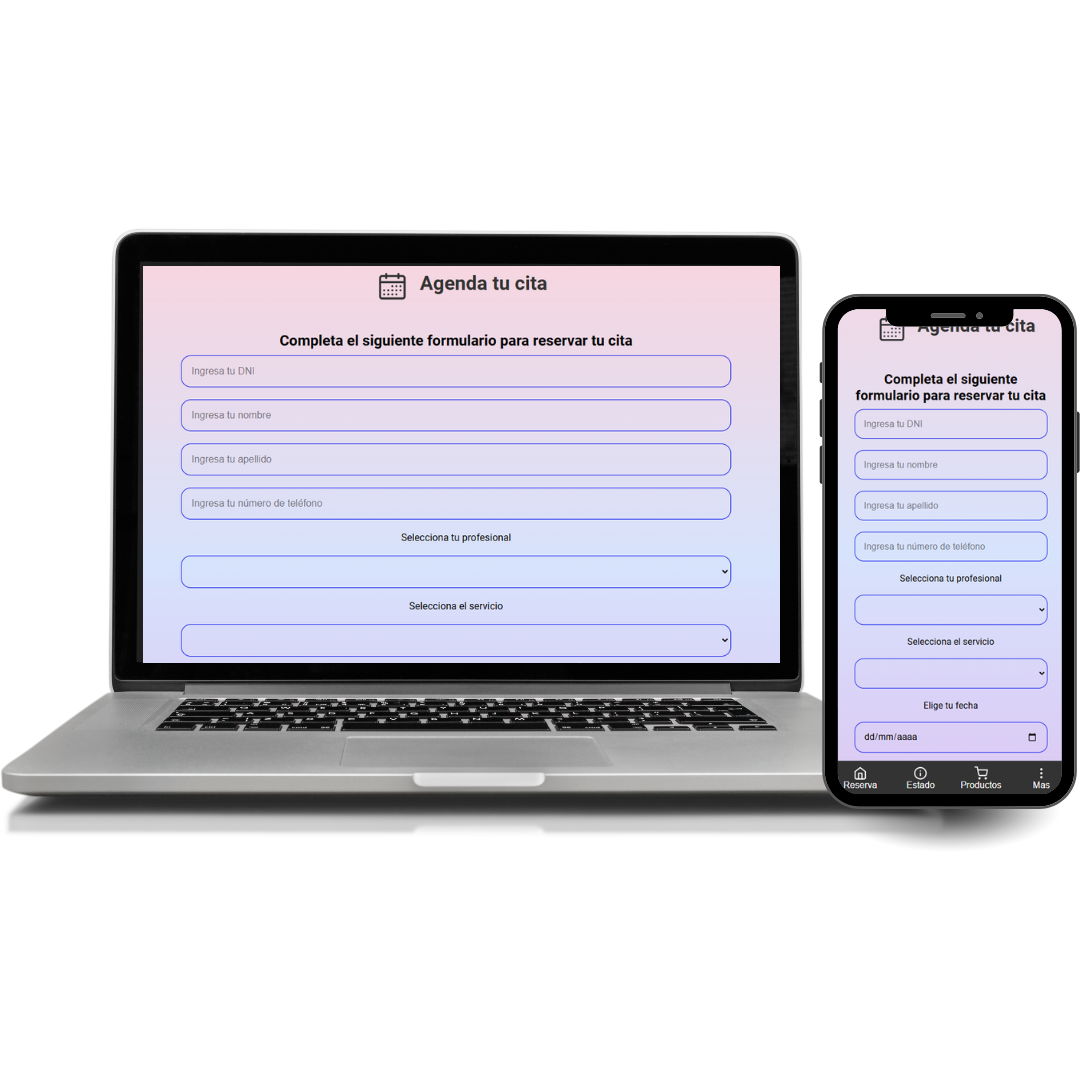 Agenda tu cita
Completa el siguiente formulario para reservar tu cita
Ingresa tu DNI
Ingresa tu nombre
Ingresa tu apellido
Ingresa tu número de teléfono
Selecciona tu profesional
Selecciona el servicio
Agenda tu cita
Completa el siguiente
formulario para reservar tu cita
Ingresa tu DNI
Ingresa tu nombre
Ingresa tu apellido
Ingresa tu número de teléfono
Selecciona tu profesional
Selecciona el servicio
Elige tu fecha
dd/mm/aaaa
Reserva Estado Productos Mas